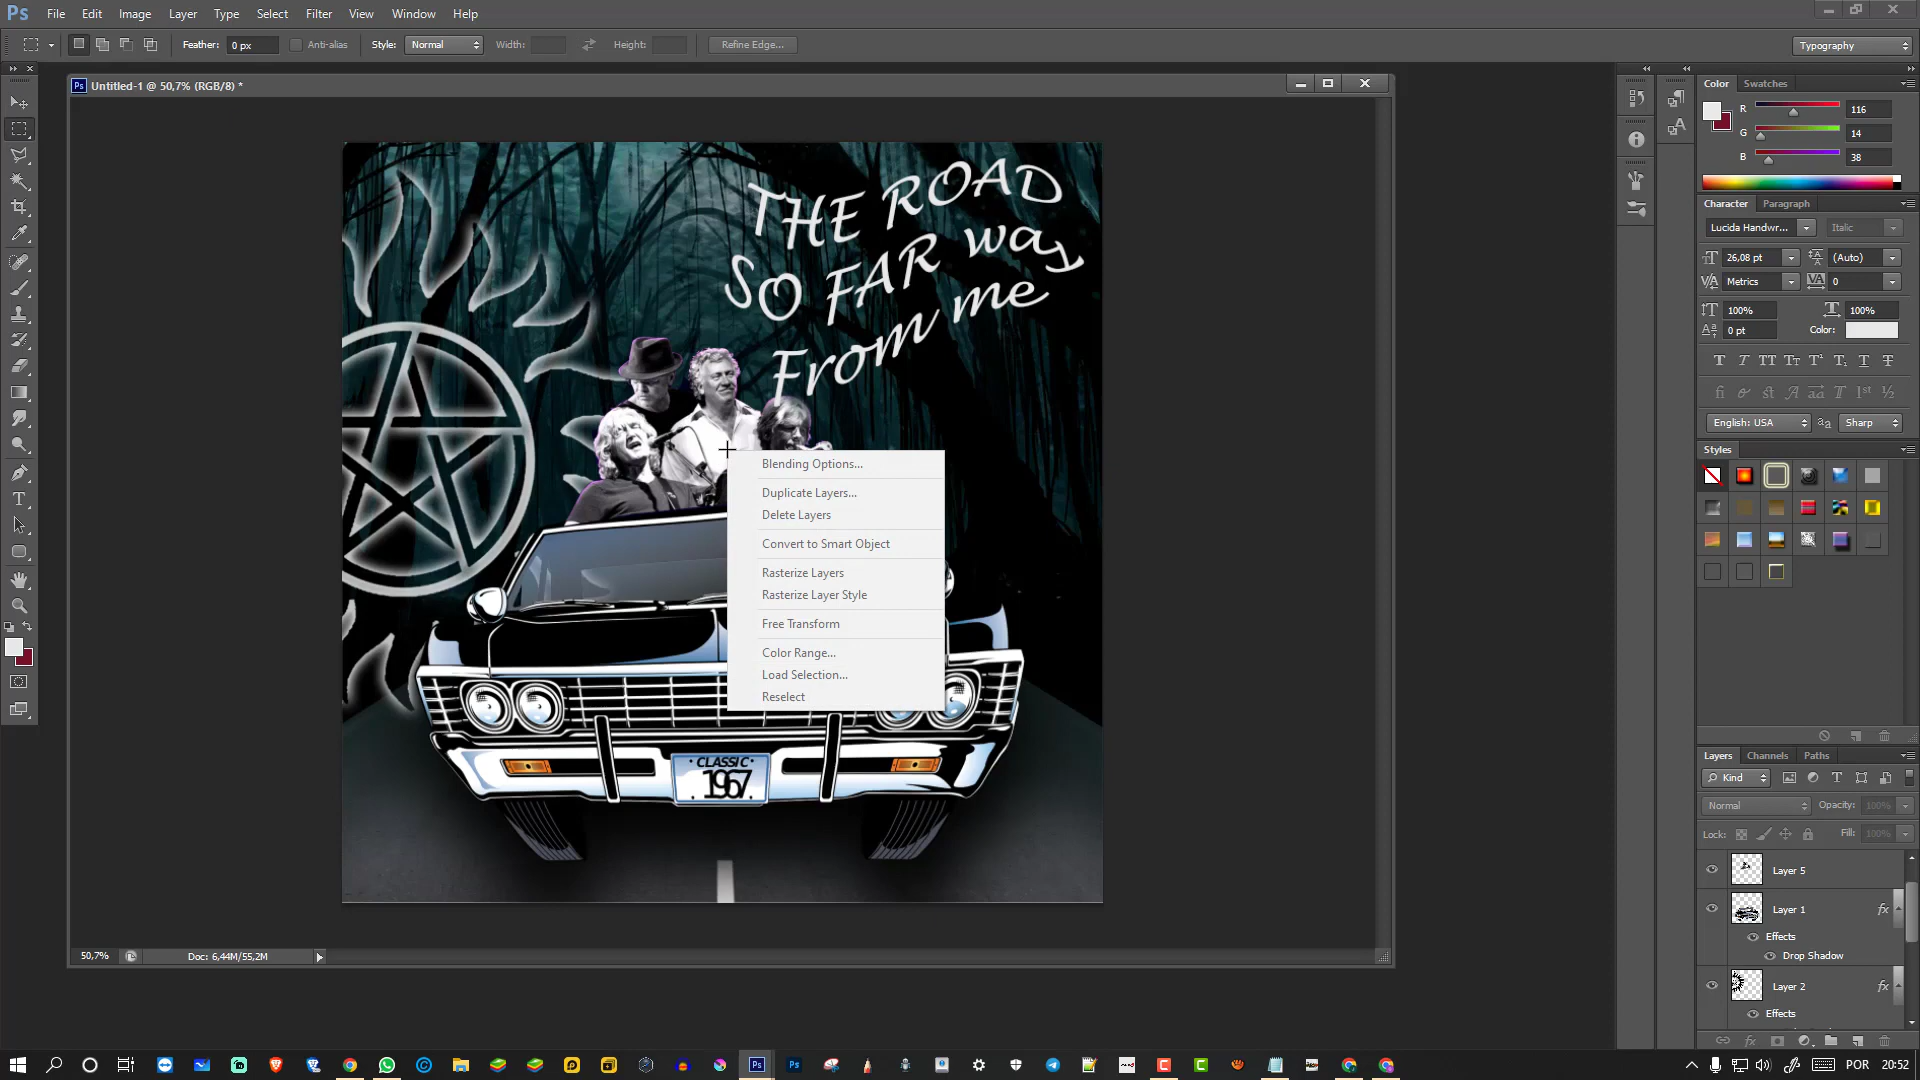 Ps File Edit Image Layer Type Select Filter View Window Help
Feather: 0 px Anti-alias Style: Normal Width: Height: Refine Edge... Typography
Untitled-1 @ 50,7% (RGB/8) *
THE ROAD
SO FAR way
From me
CLASSIC
1967
Blending Options...
Duplicate Layers...
Delete Layers
Convert to Smart Object
Rasterize Layers
Rasterize Layer Style
Free Transform
Color Range...
Load Selection...
Reselect
50,7% Doc: 6,44M/55,2M
Color Swatches
R 116
G 14
B 38
Character Paragraph
Lucida Handwr... Italic
26,08 pt (Auto)
Metrics 0
100% 100%
0 pt Color:
English: USA Sharp
Styles
Layers Channels Paths
Kind
Normal Opacity: 100%
Lock: Fill: 100%
Layer 5
Layer 1 fx
Effects
Drop Shadow
Layer 2 fx
Effects
POR 20:52